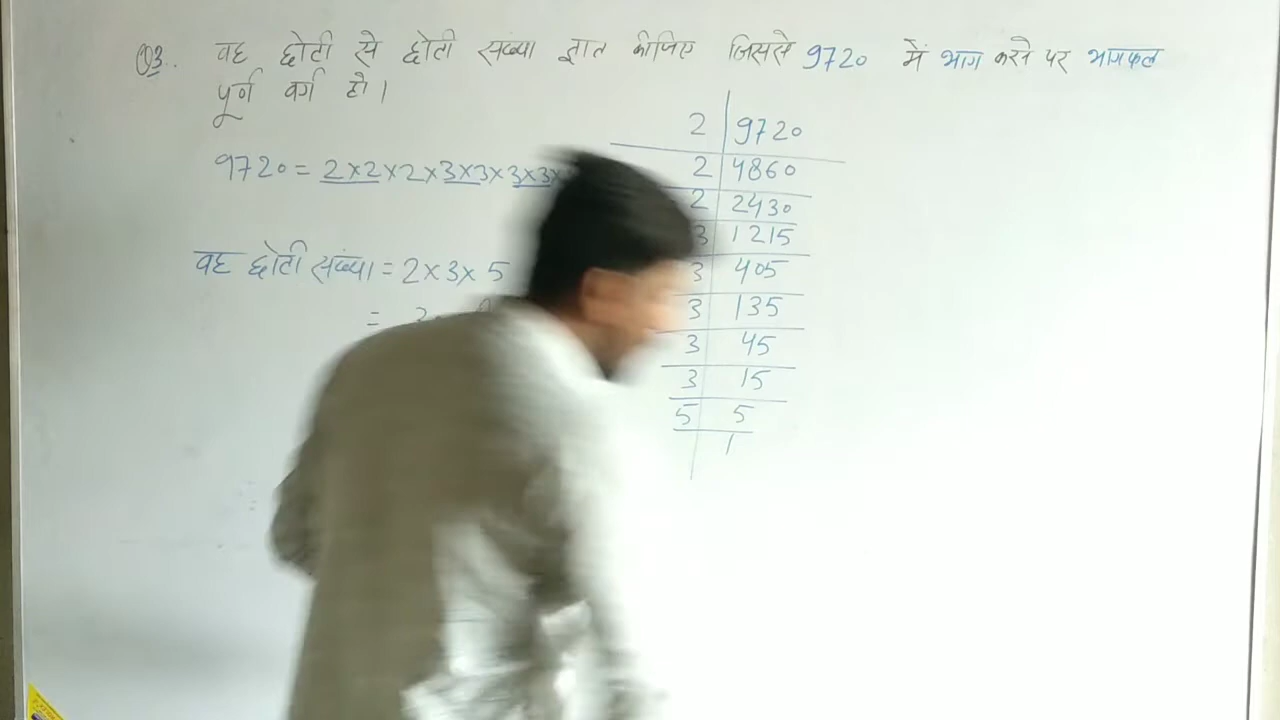 Q3. वह छोटी से छोटी संख्या ज्ञात कीजिए जिससे 9720 में भाग करने पर भागफल
पूर्ण वर्ग हो।
9720 = 2×2×2×3×3×3×3×
वह छोटी संख्या = 2×3×5
=
2 | 9720
2 | 4860
2 | 2430
3 | 1215
3 | 405
3 | 135
3 | 45
3 | 15
5 | 5
1